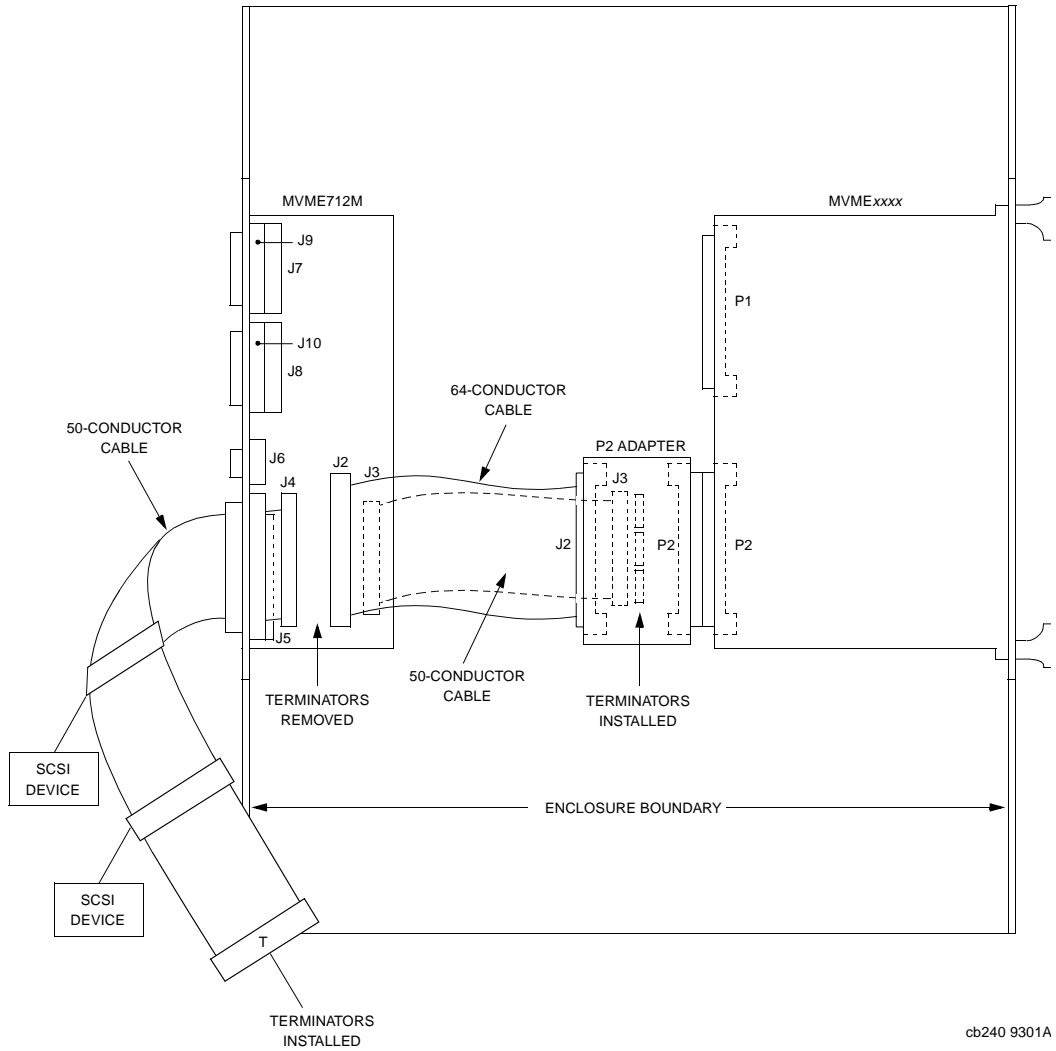 MVME712M
MVMExxxx
J9
J7
P1
J10
J8
64-CONDUCTOR
CABLE
50-CONDUCTOR
CABLE
P2 ADAPTER
J6
J2
J3
J3
J4
J2
P2
P2
J5
50-CONDUCTOR
CABLE
TERMINATORS
REMOVED
TERMINATORS
INSTALLED
SCSI
DEVICE
ENCLOSURE BOUNDARY
SCSI
DEVICE
T
TERMINATORS
INSTALLED
cb240 9301A